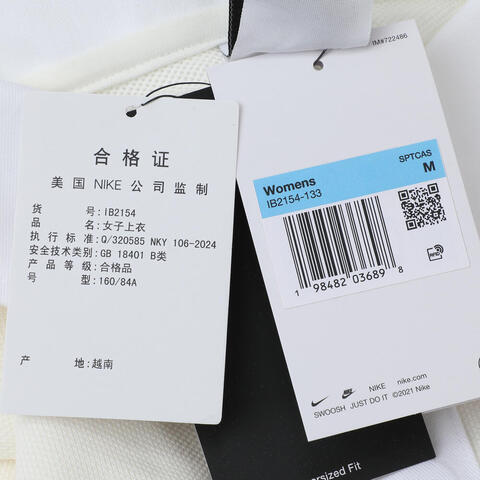 合格证
美国 NIKE 公司监制
货 号: IB2154
品 名: 女子上衣
执行标准: Q/320585 NKY 106-2024
安全技术类别: GB 18401 B类
产品等级: 合格品
号 型: 160/84A
产 地: 越南
IM#722486
SPTCAS
M
Womens
IB2154-133
1 98482 03689 8
NIKE nike.com
SWOOSH JUST DO IT ©2021 Nike
ersized Fit